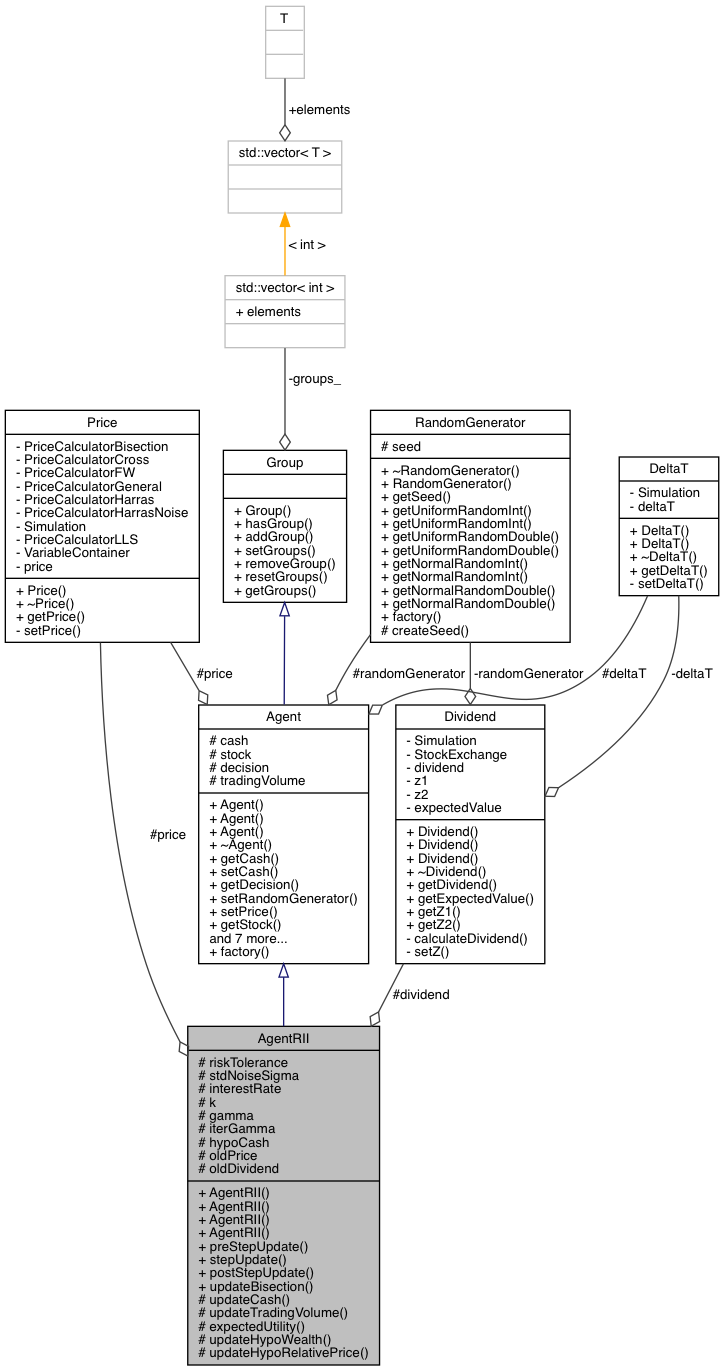 T
+elements
std::vector< T >
< int >
std::vector< int >
+ elements
-groups_
Price
- PriceCalculatorBisection
- PriceCalculatorCross
- PriceCalculatorFW
- PriceCalculatorGeneral
- PriceCalculatorHarras
- PriceCalculatorHarrasNoise
- Simulation
- PriceCalculatorLLS
- VariableContainer
- price
+ Price()
+ ~Price()
+ getPrice()
- setPrice()
Group
+ Group()
+ hasGroup()
+ addGroup()
+ setGroups()
+ removeGroup()
+ resetGroups()
+ getGroups()
RandomGenerator
# seed
+ ~RandomGenerator()
+ RandomGenerator()
+ getSeed()
+ getUniformRandomInt()
+ getUniformRandomInt()
+ getUniformRandomDouble()
+ getUniformRandomDouble()
+ getNormalRandomInt()
+ getNormalRandomInt()
+ getNormalRandomDouble()
+ getNormalRandomDouble()
+ factory()
# createSeed()
DeltaT
- Simulation
- deltaT
+ DeltaT()
+ DeltaT()
+ ~DeltaT()
+ getDeltaT()
- setDeltaT()
#price
#randomGenerator
-randomGenerator
#deltaT
-deltaT
Agent
# cash
# stock
# decision
# tradingVolume
+ Agent()
+ Agent()
+ Agent()
+ ~Agent()
+ getCash()
+ setCash()
+ getDecision()
+ setRandomGenerator()
+ setPrice()
+ getStock()
and 7 more...
+ factory()
Dividend
- Simulation
- StockExchange
- dividend
- z1
- z2
- expectedValue
+ Dividend()
+ Dividend()
+ Dividend()
+ ~Dividend()
+ getDividend()
+ getExpectedValue()
+ getZ1()
+ getZ2()
- calculateDividend()
- setZ()
#price
#dividend
AgentRII
# riskTolerance
# stdNoiseSigma
# interestRate
# k
# gamma
# iterGamma
# hypoCash
# oldPrice
# oldDividend
+ AgentRII()
+ AgentRII()
+ AgentRII()
+ AgentRII()
+ preStepUpdate()
+ stepUpdate()
+ postStepUpdate()
+ updateBisection()
# updateCash()
# updateTradingVolume()
# expectedUtility()
# updateHypoWealth()
# updateHypoRelativePrice()